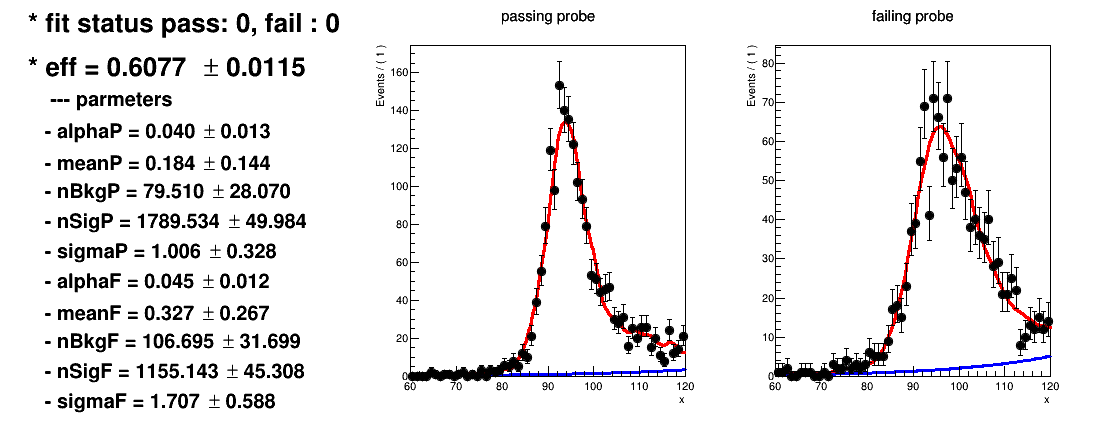 * fit status pass: 0, fail : 0
* eff = 0.6077 ± 0.0115
--- parmeters
- alphaP = 0.040 ± 0.013
- meanP = 0.184 ± 0.144
- nBkgP = 79.510 ± 28.070
- nSigP = 1789.534 ± 49.984
- sigmaP = 1.006 ± 0.328
- alphaF = 0.045 ± 0.012
- meanF = 0.327 ± 0.267
- nBkgF = 106.695 ± 31.699
- nSigF = 1155.143 ± 45.308
- sigmaF = 1.707 ± 0.588
passing probe
Events / ( 1 )
160
140
120
100
80
60
40
20
0
60 70 80 90 100 110 120
x
failing probe
Events / ( 1 )
80
70
60
50
40
30
20
10
0
60 70 80 90 100 110 120
x